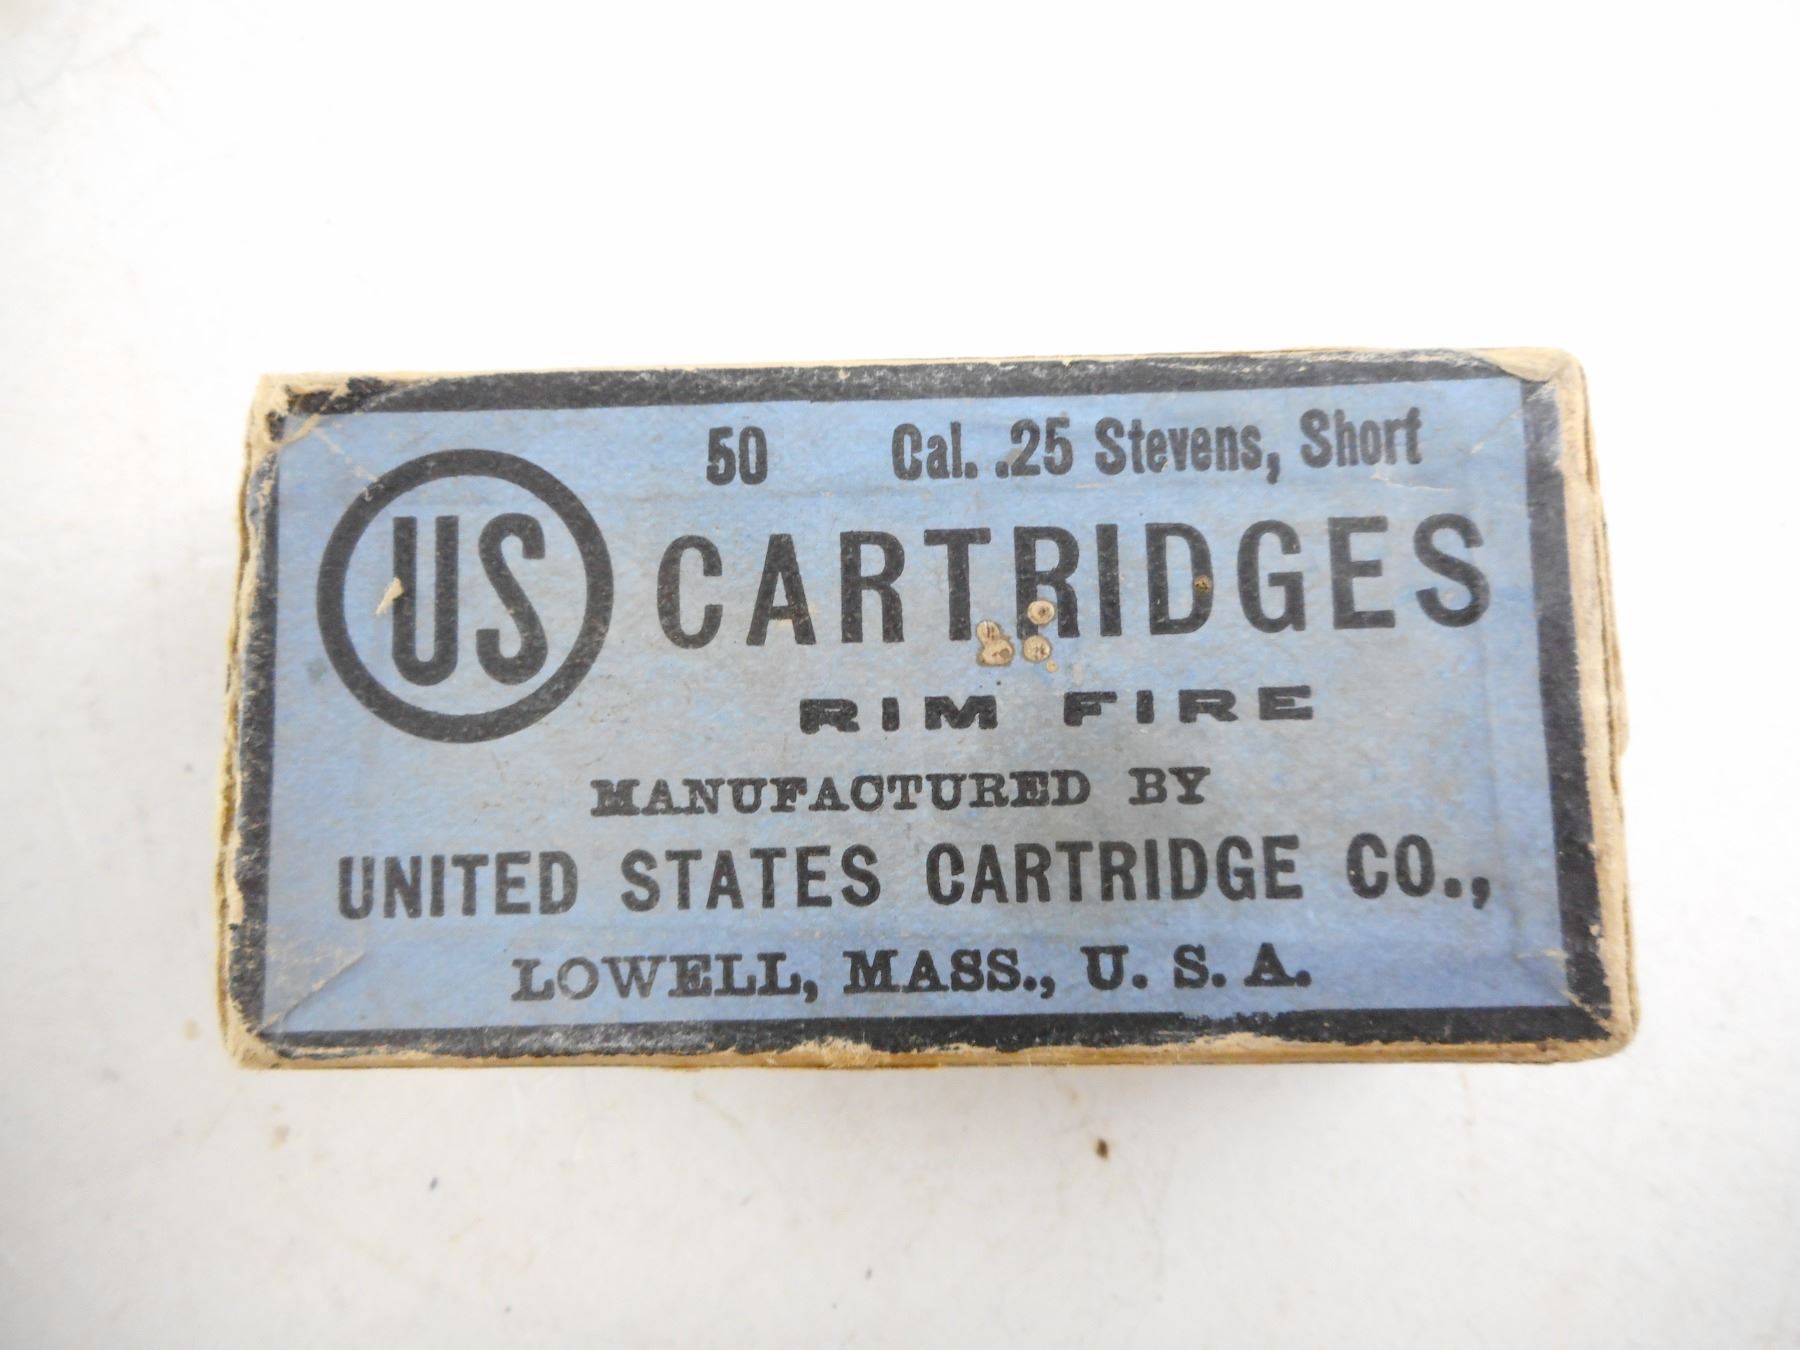 50 Cal. .25 Stevens, Short
US
CARTRIDGES
RIM FIRE
MANUFACTURED BY
UNITED STATES CARTRIDGE CO.,
LOWELL, MASS., U. S. A.